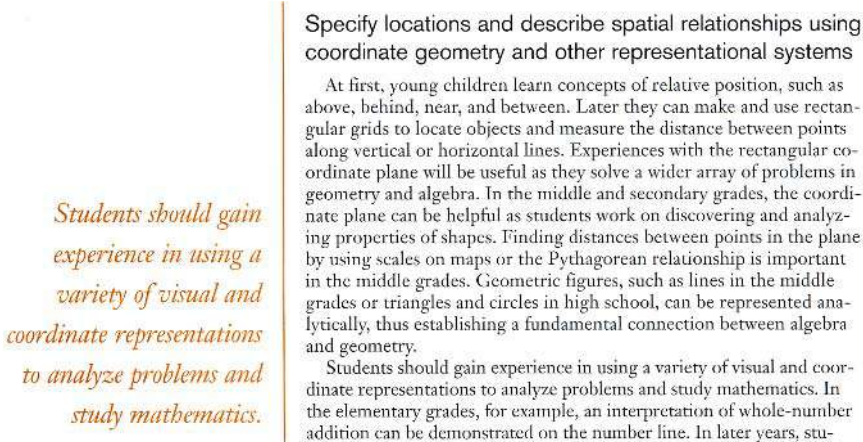 Students should gain
experience in using a
variety of visual and
coordinate representations
to analyze problems and
study mathematics.
Specify locations and describe spatial relationships using
coordinate geometry and other representational systems
At first, young children learn concepts of relative position, such as
above, behind, near, and between. Later they can make and use rectan-
gular grids to locate objects and measure the distance between points
along vertical or horizontal lines. Experiences with the rectangular co-
ordinate plane will be useful as they solve a wider array of problems in
geometry and algebra. In the middle and secondary grades, the coordi-
nate plane can be helpful as students work on discovering and analyz-
ing properties of shapes. Finding distances between points in the plane
by using scales on maps or the Pythagorean relationship is important
in the middle grades. Geometric figures, such as lines in the middle
grades or triangles and circles in high school, can be represented ana-
lytically, thus establishing a fundamental connection between algebra
and geometry.
Students should gain experience in using a variety of visual and coor-
dinate representations to analyze problems and study mathematics. In
the elementary grades, for example, an interpretation of whole-number
addition can be demonstrated on the number line. In later years, stu-